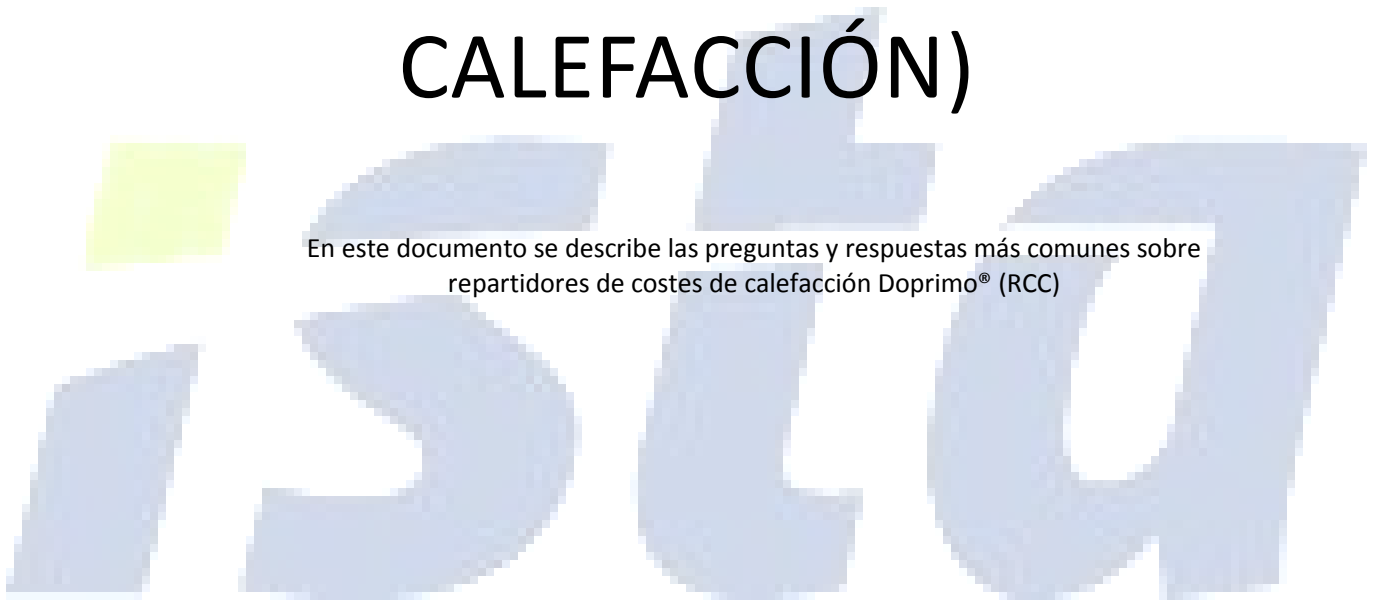 CALEFACCIÓN)
En este documento se describe las preguntas y respuestas más comunes sobre
repartidores de costes de calefacción Doprimo® (RCC)
ista